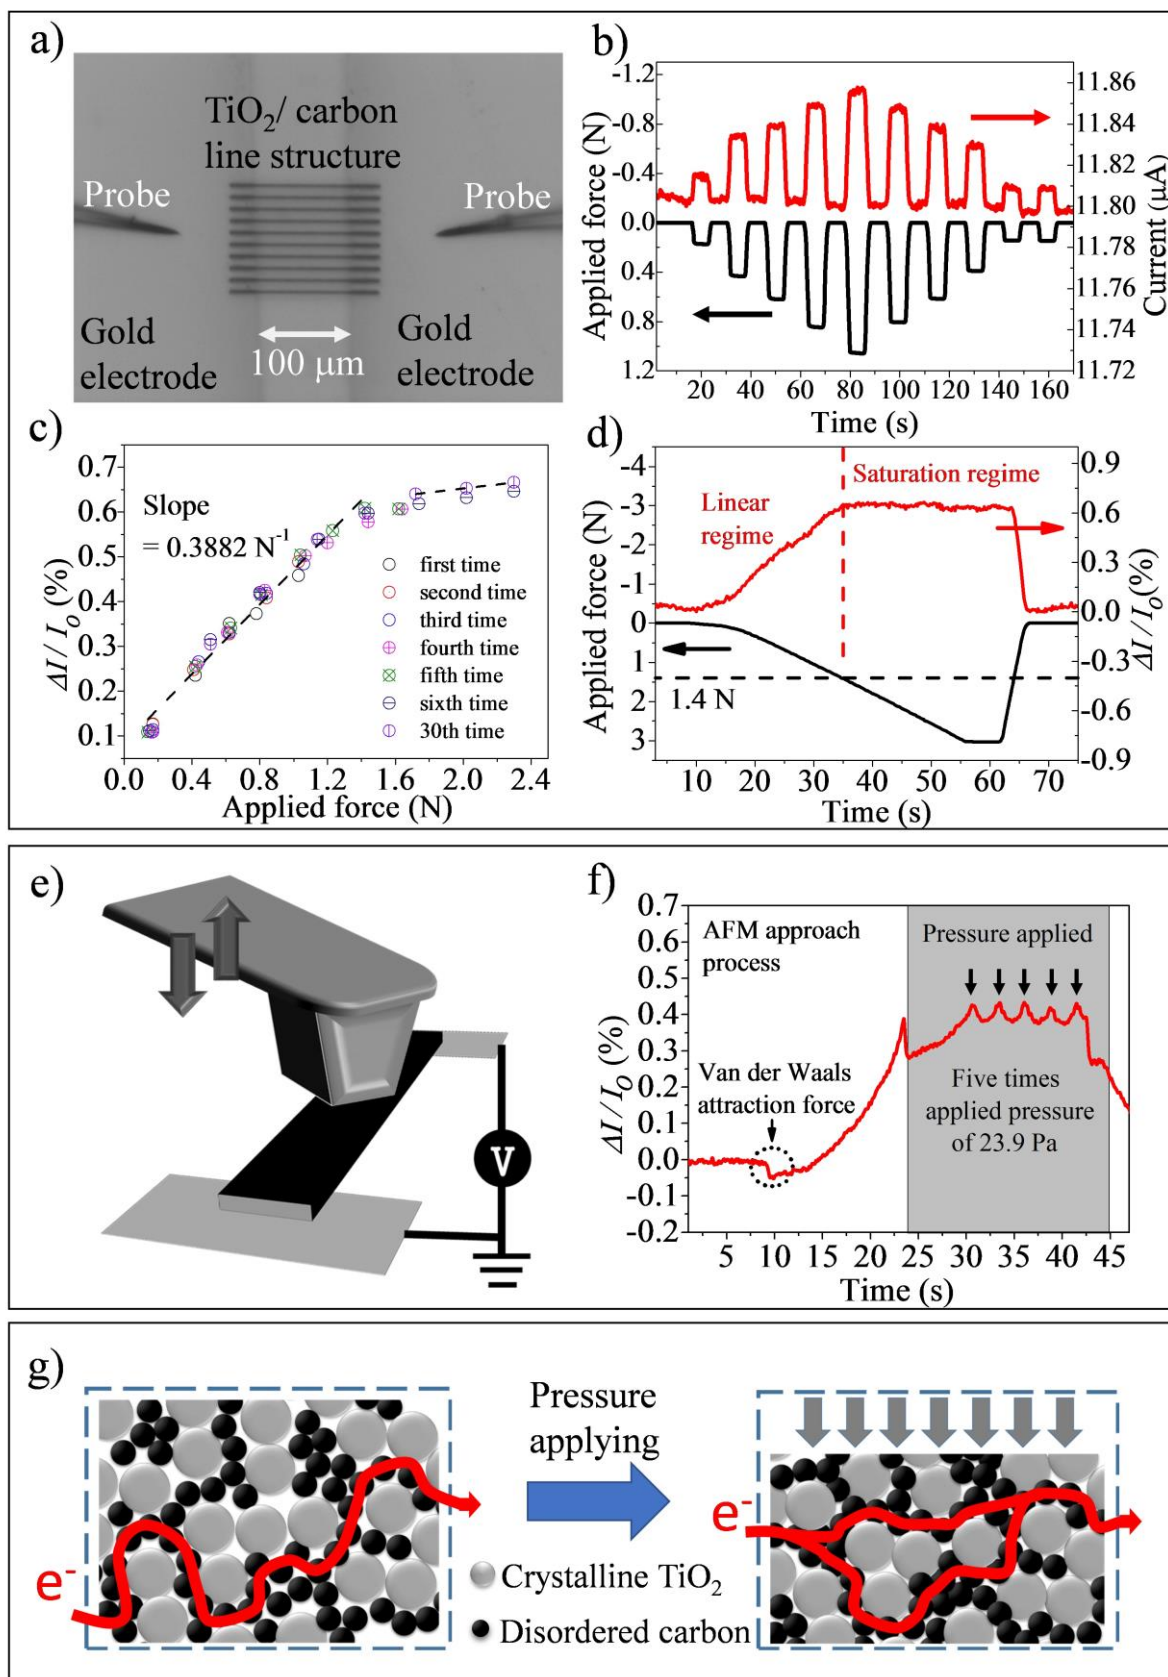 a)
TiO₂/ carbon
line structure
Probe
Probe
Gold
electrode
100 μm
Gold
electrode
b)
Applied force (N)
-1.2
-0.8
-0.4
0.0
0.4
0.8
1.2
11.86
11.84
11.82
11.80
11.78
11.76
11.74
11.72
Current (μA)
20 40 60 80 100 120 140 160
Time (s)
c)
ΔI / Iₒ (%)
0.7
0.6
0.5
0.4
0.3
0.2
0.1
Slope
= 0.3882 N⁻¹
first time
second time
third time
fourth time
fifth time
sixth time
30th time
0.0 0.4 0.8 1.2 1.6 2.0 2.4
Applied force (N)
d)
Applied force (N)
-4
-3
-2
-1
0
1
2
3
Linear
regime
Saturation regime
1.4 N
0.9
0.6
0.3
0.0
-0.4
-0.7
-0.9
ΔI / Iₒ (%)
10 20 30 40 50 60 70
Time (s)
e)
V
f)
ΔI / Iₒ (%)
0.7
0.6
0.5
0.4
0.3
0.2
0.1
0.0
-0.1
-0.2
AFM approach
process
Van der Waals
attraction force
Pressure applied
Five times
applied pressure
of 23.9 Pa
5 10 15 20 25 30 35 40 45
Time (s)
g)
e⁻
Pressure
applying
Crystalline TiO₂
Disordered carbon
e⁻